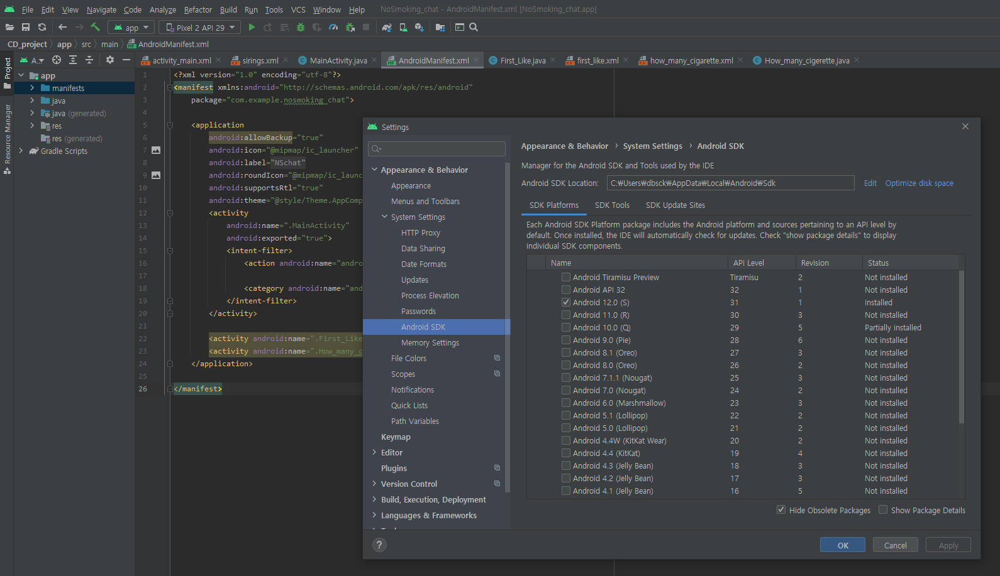 File Edit View Navigate Code Analyze Refactor Build Run Tools VCS Window Help NoSmoking_chat - AndroidManifest.xml [NoSmoking_chat.app]
app Pixel 2 API 29
CD_project app src main AndroidManifest.xml
Project
Resource Manager
A...
app
manifests
java
java (generated)
res
res (generated)
Gradle Scripts
activity_main.xml sirings.xml MainActivity.java AndroidManifest.xml First_Like.java first_like.xml how_many_cigarette.xml How_many_cigerette.java
1 <?xml version="1.0" encoding="utf-8"?>
2 <manifest xmlns:android="http://schemas.android.com/apk/res/android"
3 package="com.example.nosmoking_chat">
4
5 <application
6 android:allowBackup="true"
7 android:icon="@mipmap/ic_launcher"
8 android:label="NSchat"
9 android:roundIcon="@mipmap/ic_launc
10 android:supportsRtl="true"
11 android:theme="@style/Theme.AppComp
12 <activity
13 android:name=".MainActivity"
14 android:exported="true">
15 <intent-filter>
16 <action android:name="andro
17
18 <category android:name="and
19 </intent-filter>
20 </activity>
21
22 <activity android:name=".First_Like
23 <activity android:name=".How_many_c
24 </application>
25
26 </manifest>
Settings
Appearance & Behavior
Appearance
Menus and Toolbars
System Settings
HTTP Proxy
Data Sharing
Date Formats
Updates
Process Elevation
Passwords
Android SDK
Memory Settings
File Colors
Scopes
Notifications
Quick Lists
Path Variables
Keymap
Editor
Plugins
Version Control
Build, Execution, Deployment
Languages & Frameworks
Appearance & Behavior › System Settings › Android SDK
Manager for the Android SDK and Tools used by the IDE
Android SDK Location: C:₩Users₩dbsck₩AppData₩Local₩Android₩Sdk Edit Optimize disk space
SDK Platforms SDK Tools SDK Update Sites
Each Android SDK Platform package includes the Android platform and sources pertaining to an API level by
default. Once installed, the IDE will automatically check for updates. Check "show package details" to display
individual SDK components.
Name API Level Revision Status
Android Tiramisu Preview Tiramisu 2 Not installed
Android API 32 32 1 Not installed
Android 12.0 (S) 31 1 Installed
Android 11.0 (R) 30 3 Not installed
Android 10.0 (Q) 29 5 Partially installed
Android 9.0 (Pie) 28 6 Not installed
Android 8.1 (Oreo) 27 3 Not installed
Android 8.0 (Oreo) 26 2 Not installed
Android 7.1.1 (Nougat) 25 3 Not installed
Android 7.0 (Nougat) 24 2 Not installed
Android 6.0 (Marshmallow) 23 3 Not installed
Android 5.1 (Lollipop) 22 2 Not installed
Android 5.0 (Lollipop) 21 2 Not installed
Android 4.4W (KitKat Wear) 20 2 Not installed
Android 4.4 (KitKat) 19 4 Not installed
Android 4.3 (Jelly Bean) 18 3 Not installed
Android 4.2 (Jelly Bean) 17 3 Not installed
Android 4.1 (Jelly Bean) 16 5 Not installed
Hide Obsolete Packages Show Package Details
? OK Cancel Apply